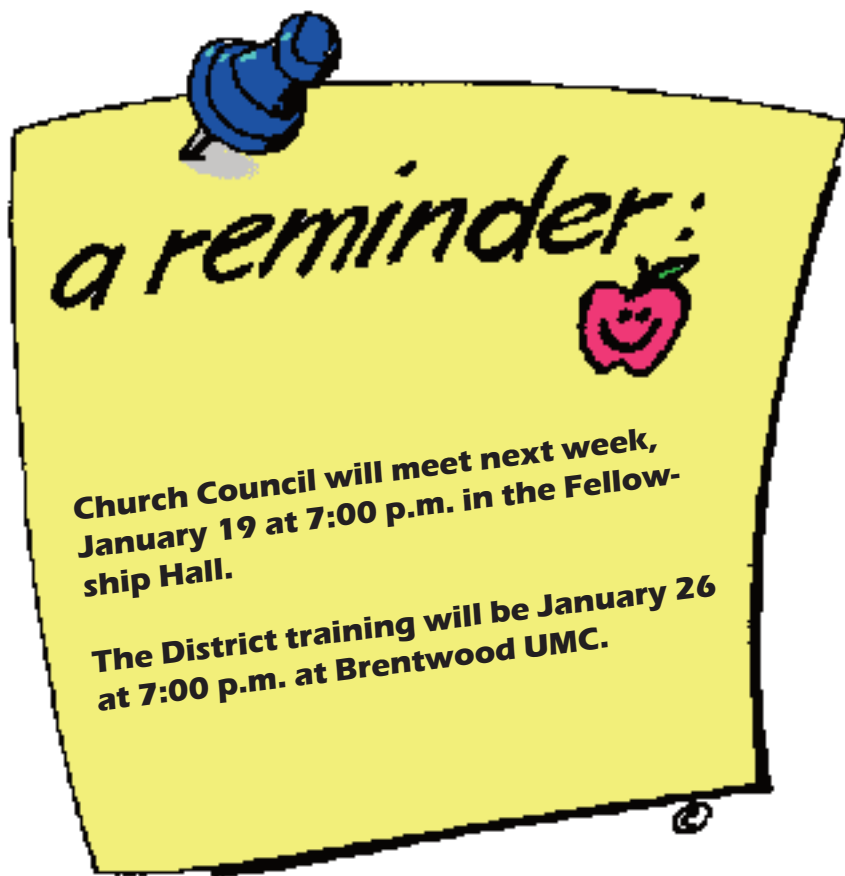 a reminder:
Church Council will meet next week,
January 19 at 7:00 p.m. in the Fellow-
ship Hall.
The District training will be January 26
at 7:00 p.m. at Brentwood UMC.
©